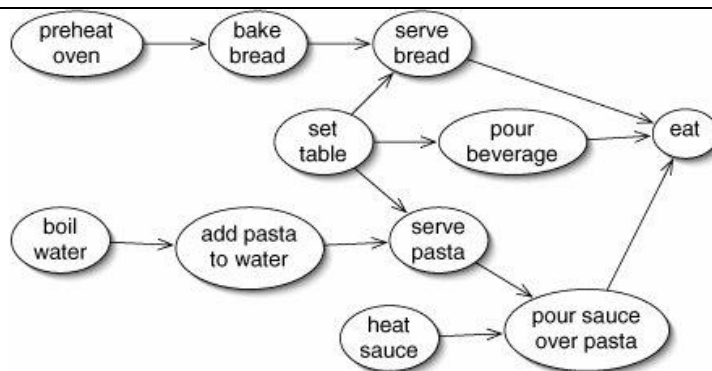 preheat
oven
bake
bread
serve
bread
set
table
pour
beverage
eat
boil
water
add pasta
to water
serve
pasta
heat
sauce
pour sauce
over pasta